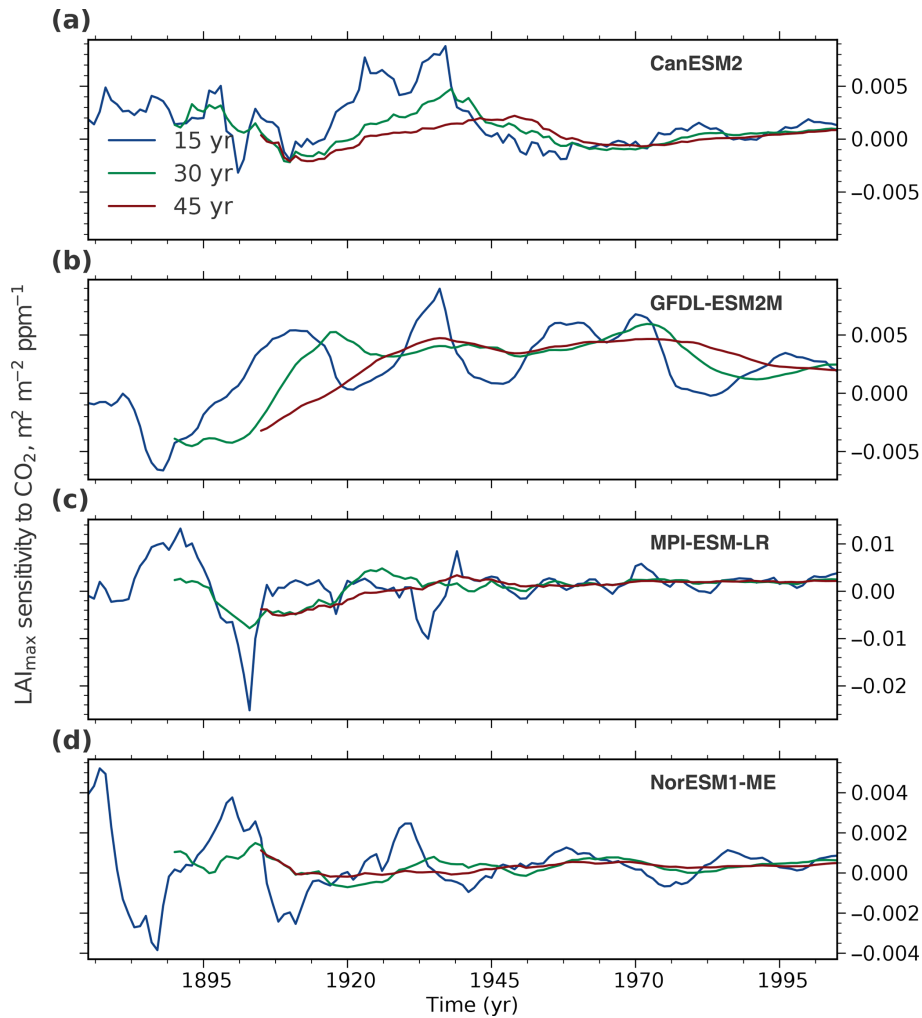 (a)
CanESM2
15 yr
30 yr
45 yr
0.005
0.000
−0.005
(b)
GFDL-ESM2M
0.005
0.000
−0.005
(c)
MPI-ESM-LR
0.01
0.00
−0.01
−0.02
(d)
NorESM1-ME
0.004
0.002
0.000
−0.002
−0.004
LAImax sensitivity to CO2, m² m⁻² ppm⁻¹
1895 1920 1945 1970 1995
Time (yr)